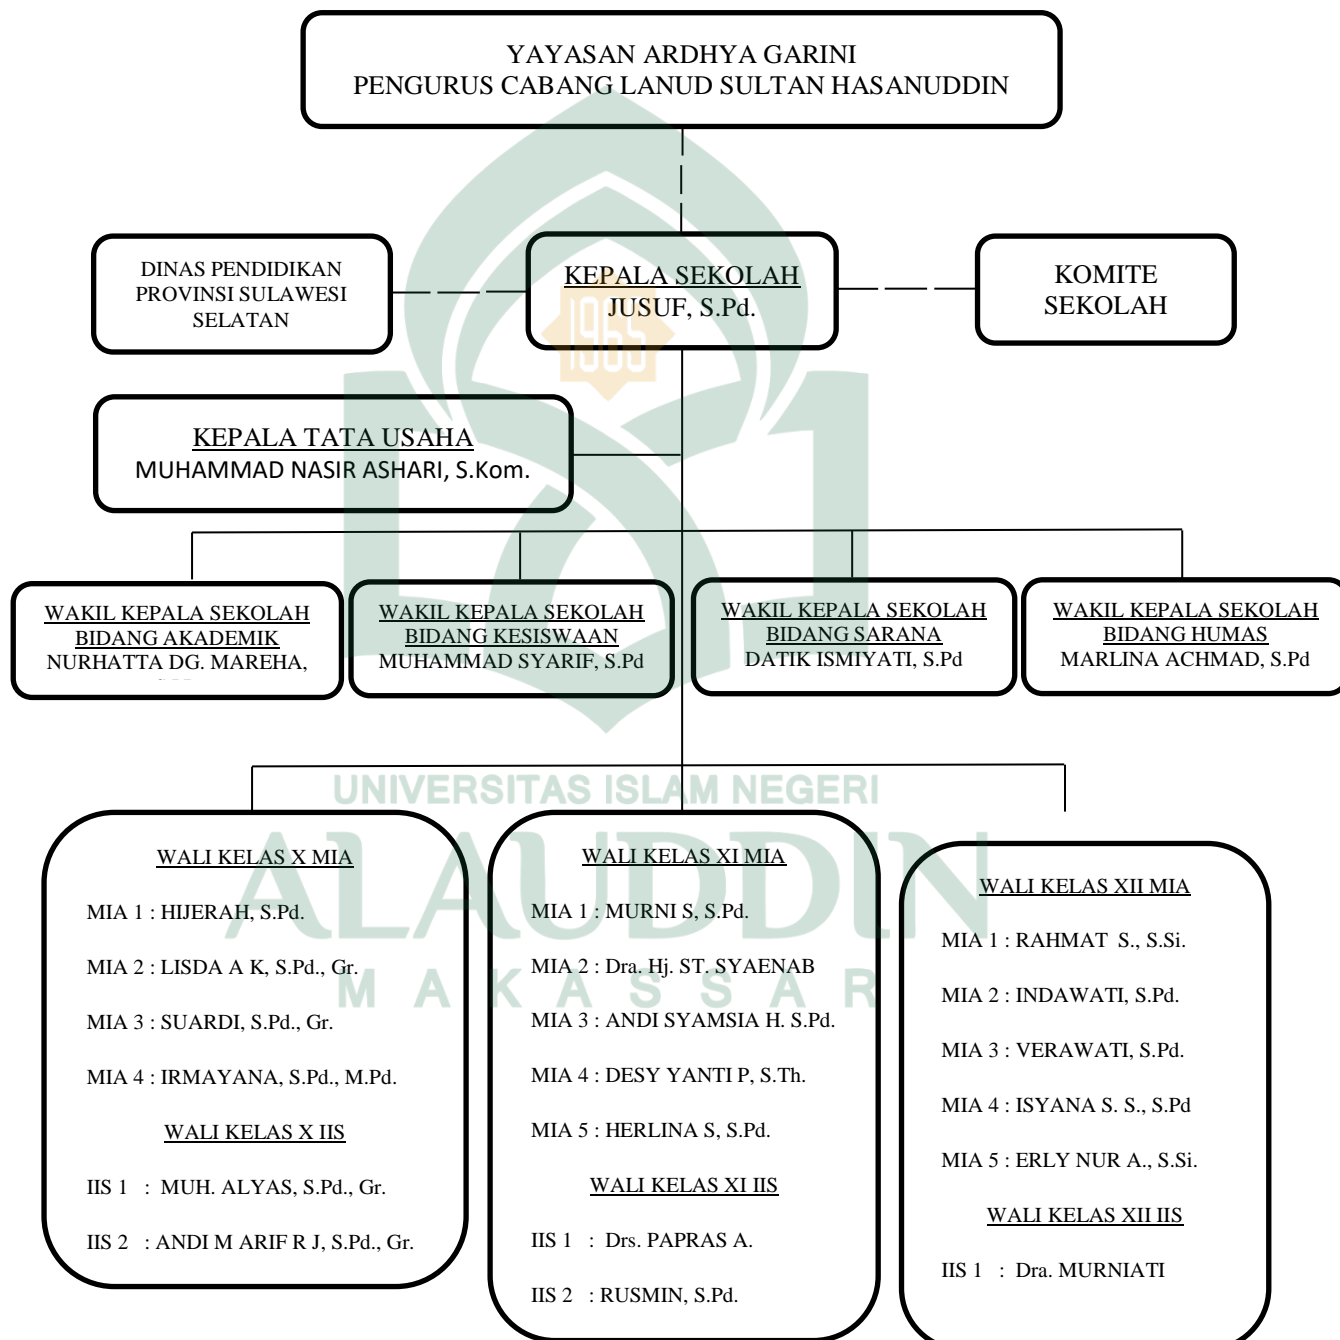 YAYASAN ARDHYA GARINI
PENGURUS CABANG LANUD SULTAN HASANUDDIN
DINAS PENDIDIKAN
PROVINSI SULAWESI
SELATAN
KEPALA SEKOLAH
JUSUF, S.Pd.
KOMITE
SEKOLAH
1965
KEPALA TATA USAHA
MUHAMMAD NASIR ASHARI, S.Kom.
WAKIL KEPALA SEKOLAH
BIDANG AKADEMIK
NURHATTA DG. MAREHA,
WAKIL KEPALA SEKOLAH
BIDANG KESISWAAN
MUHAMMAD SYARIF, S.Pd
WAKIL KEPALA SEKOLAH
BIDANG SARANA
DATIK ISMIYATI, S.Pd
WAKIL KEPALA SEKOLAH
BIDANG HUMAS
MARLINA ACHMAD, S.Pd
UNIVERSITAS ISLAM NEGERI
ALAUDDIN
MAKASSAR
WALI KELAS X MIA
MIA 1 : HIJERAH, S.Pd.
MIA 2 : LISDA A K, S.Pd., Gr.
MIA 3 : SUARDI, S.Pd., Gr.
MIA 4 : IRMAYANA, S.Pd., M.Pd.
WALI KELAS X IIS
IIS 1 : MUH. ALYAS, S.Pd., Gr.
IIS 2 : ANDI M ARIF R J, S.Pd., Gr.
WALI KELAS XI MIA
MIA 1 : MURNI S, S.Pd.
MIA 2 : Dra. Hj. ST. SYAENAB
MIA 3 : ANDI SYAMSIA H. S.Pd.
MIA 4 : DESY YANTI P, S.Th.
MIA 5 : HERLINA S, S.Pd.
WALI KELAS XI IIS
IIS 1 : Drs. PAPRAS A.
IIS 2 : RUSMIN, S.Pd.
WALI KELAS XII MIA
MIA 1 : RAHMAT S., S.Si.
MIA 2 : INDAWATI, S.Pd.
MIA 3 : VERAWATI, S.Pd.
MIA 4 : ISYANA S. S., S.Pd
MIA 5 : ERLY NUR A., S.Si.
WALI KELAS XII IIS
IIS 1 : Dra. MURNIATI